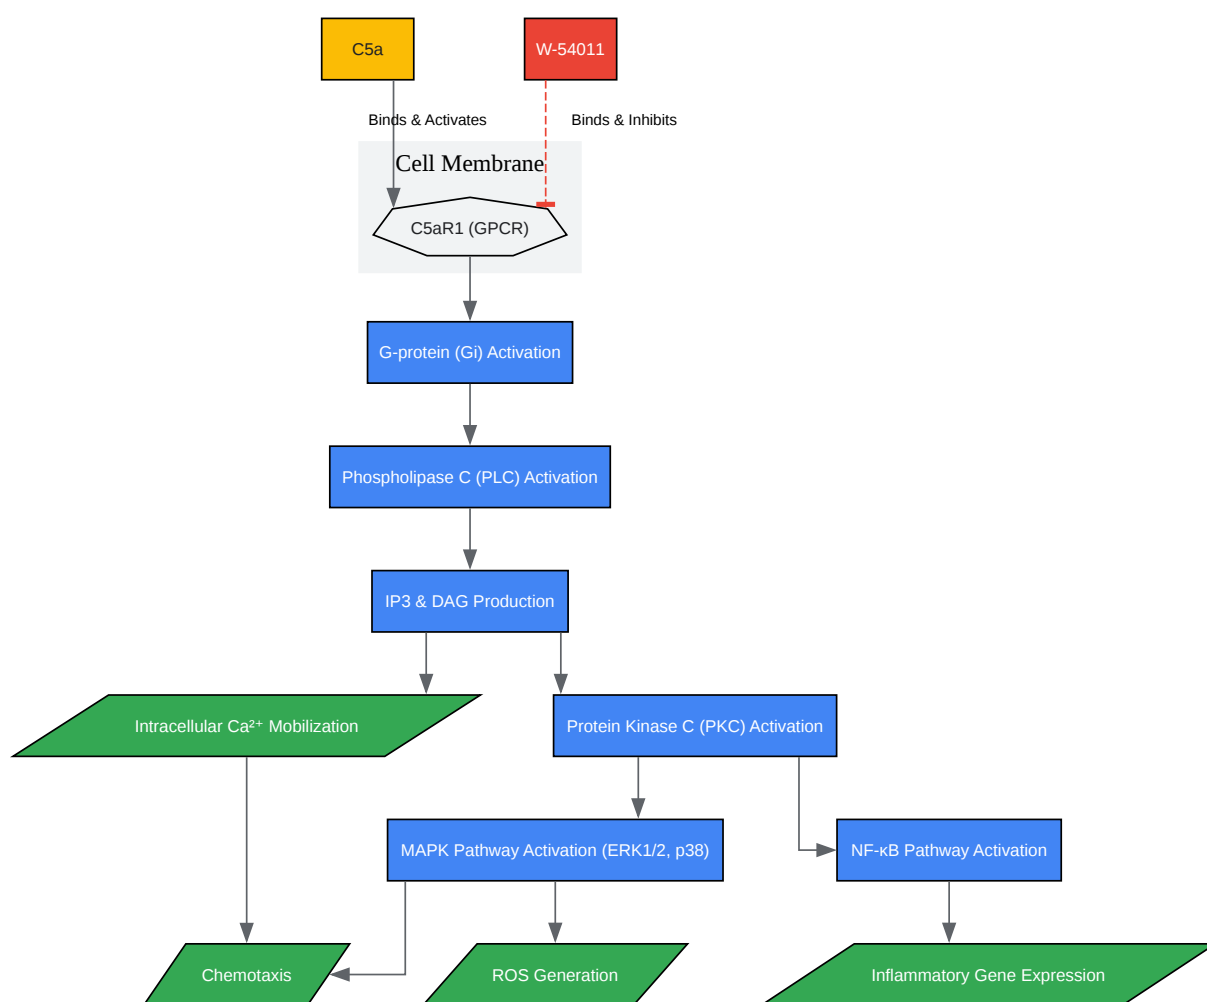 C5a
W-54011
Binds & Activates
Binds & Inhibits
Cell Membrane
C5aR1 (GPCR)
G-protein (Gi) Activation
Phospholipase C (PLC) Activation
IP3 & DAG Production
Intracellular Ca²⁺ Mobilization
Protein Kinase C (PKC) Activation
MAPK Pathway Activation (ERK1/2, p38)
NF-κB Pathway Activation
Chemotaxis
ROS Generation
Inflammatory Gene Expression